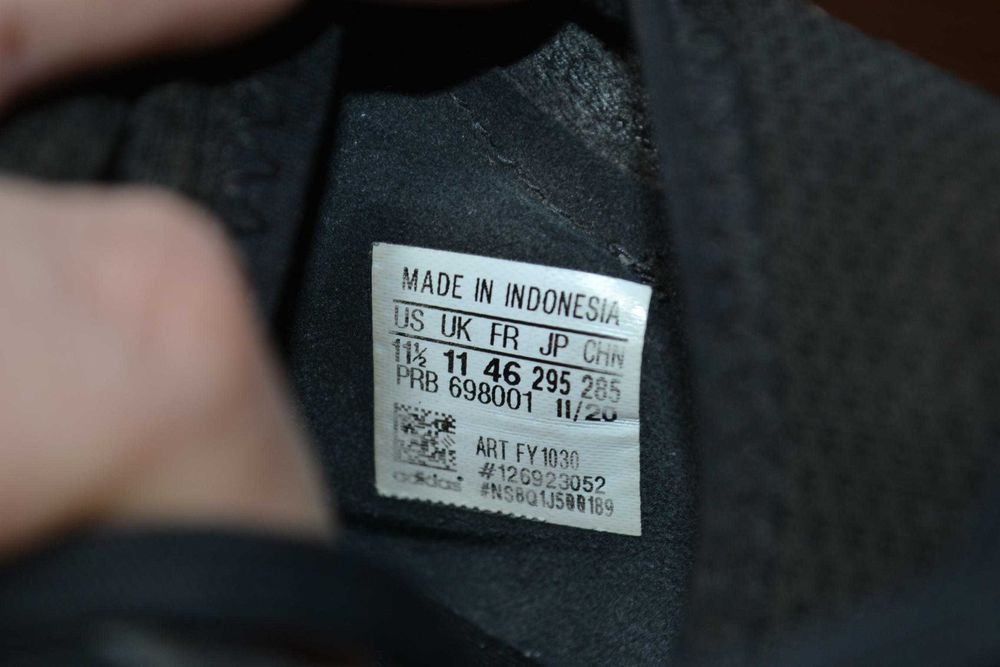 MADE IN INDONESIA
US UK FR JP CHN
11½ 11 46 295 285
PRB 698001 11/20
ART FY1030
#126923052
adidas